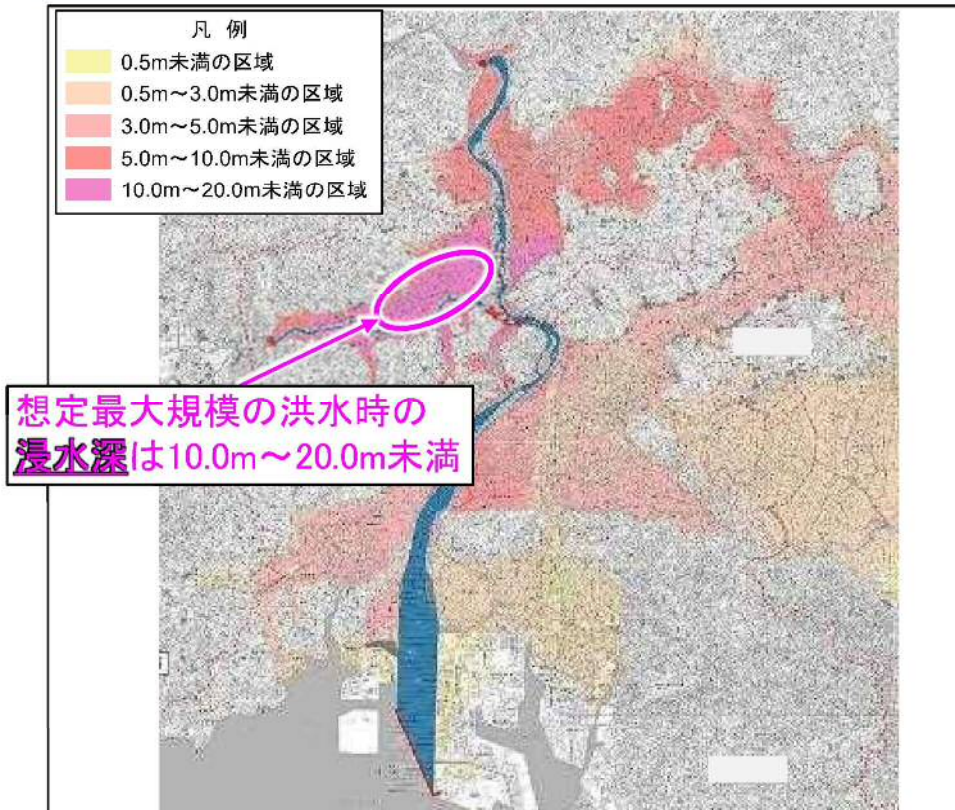 凡 例
0.5m未満の区域
0.5m～3.0m未満の区域
3.0m～5.0m未満の区域
5.0m～10.0m未満の区域
10.0m～20.0m未満の区域
想定最大規模の洪水時の
浸水深は10.0m～20.0m未満